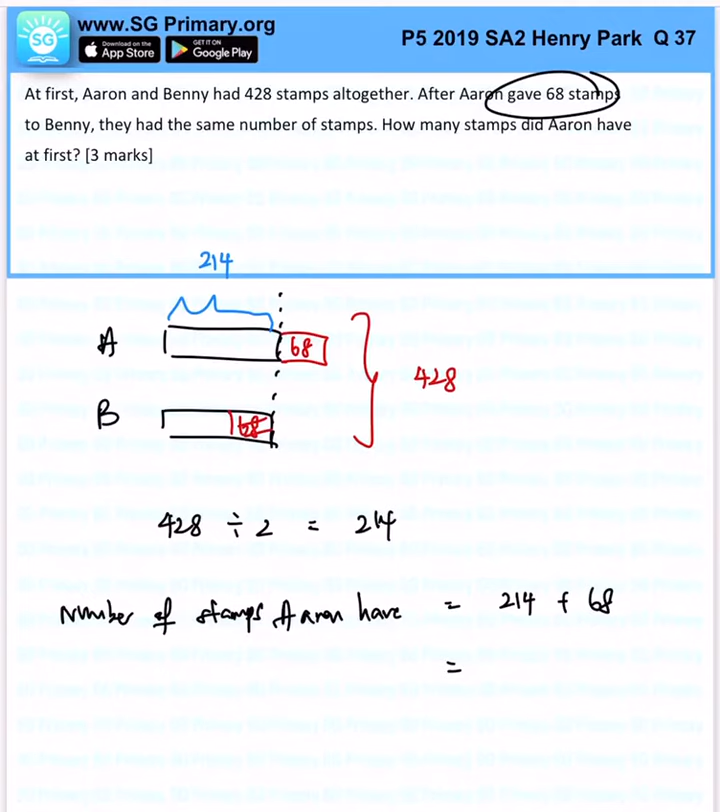 www.SG Primary.org
SG
Download on the
App Store
GET IT ON
Google Play
P5 2019 SA2 Henry Park Q 37
At first, Aaron and Benny had 428 stamps altogether. After Aaron gave 68 stamps
to Benny, they had the same number of stamps. How many stamps did Aaron have
at first? [3 marks]
214
A
68
428
B
68
428 ÷ 2 = 214
Number of stamps Aaron have = 214 + 68
=